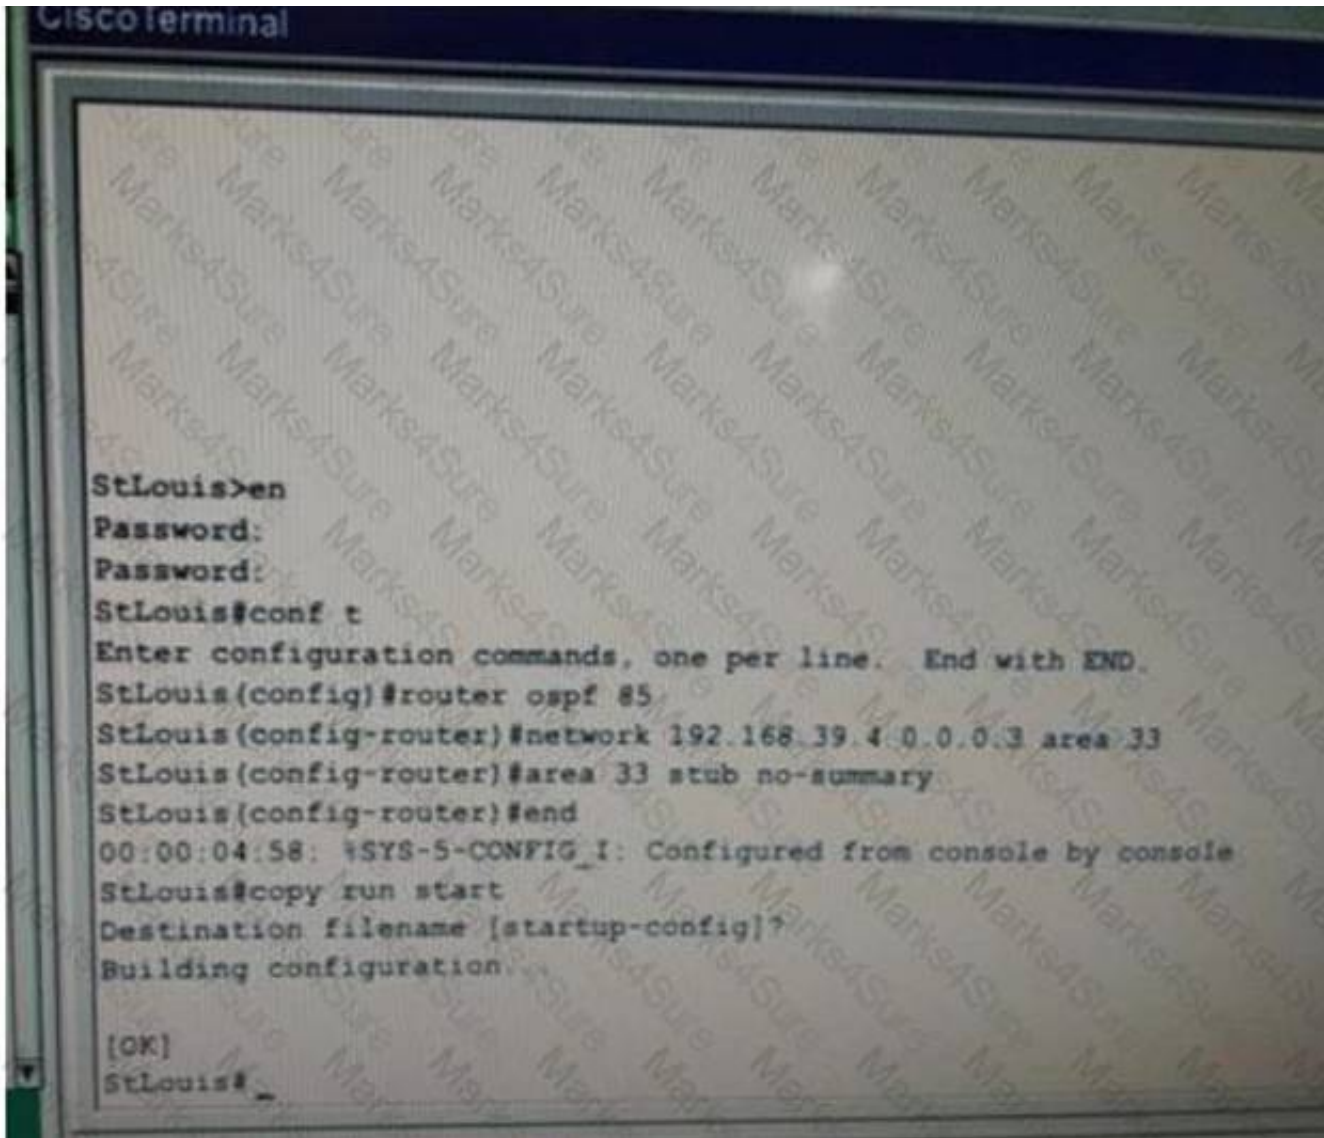 CiscoTerminal
StLouis>en
Password:
Password:
StLouis#conf t
Enter configuration commands, one per line. End with END.
StLouis(config)#router ospf 85
StLouis(config-router)#network 192.168.39.4 0.0.0.3 area 33
StLouis(config-router)#area 33 stub no-summary
StLouis(config-router)#end
00:00:04:58: %SYS-5-CONFIG_I: Configured from console by console
StLouis#copy run start
Destination filename [startup-config]?
Building configuration...
[OK]
StLouis#_
Marks4Sure